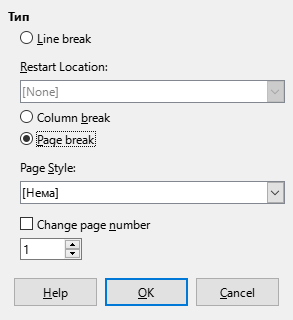 Тип
Line break
Restart Location:
[None]
Column break
Page break
Page Style:
[Нема]
Change page number
1
Help
OK
Cancel